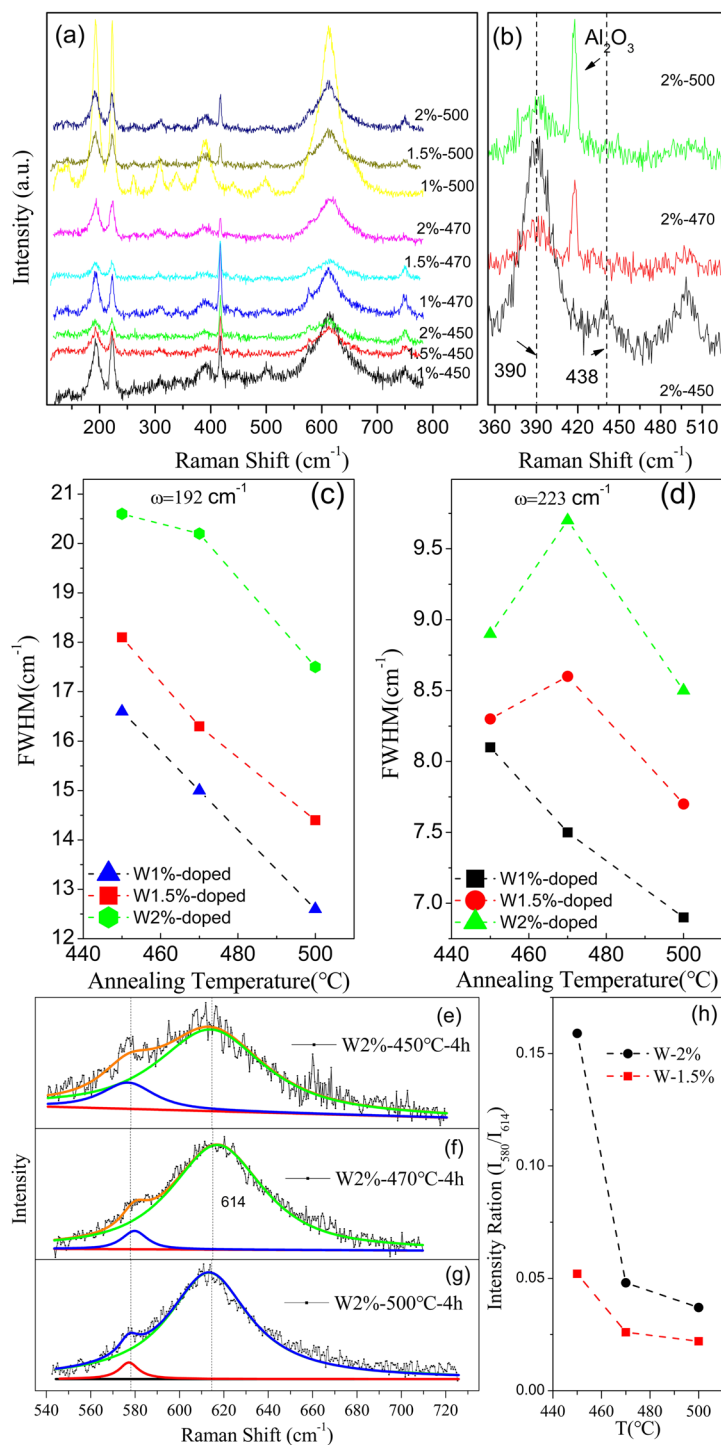 (a)
2%-500
1.5%-500
1%-500
2%-470
1.5%-470
1%-470
2%-450
1.5%-450
1%-450
Intensity (a.u.)
200 300 400 500 600 700 800
Raman Shift (cm⁻¹)
(b)
Al₂O₃
2%-500
2%-470
390
438
2%-450
360 390 420 450 480 510
Raman Shift (cm⁻¹)
(c)
ω=192 cm⁻¹
21
20
19
18
17
16
15
14
13
12
FWHM(cm⁻¹)
W1%-doped
W1.5%-doped
W2%-doped
440 460 480 500
Annealing Temperature(°C)
(d)
ω=223 cm⁻¹
9.5
9.0
8.5
8.0
7.5
7.0
FWHM(cm⁻¹)
W1%-doped
W1.5%-doped
W2%-doped
440 460 480 500
Annealing Temperature(°C)
(e)
W2%-450°C-4h
(f)
W2%-470°C-4h
614
(g)
W2%-500°C-4h
Intensity
540 560 580 600 620 640 660 680 700 720
Raman Shift (cm⁻¹)
(h)
W-2%
W-1.5%
0.15
0.10
0.05
0.00
Intensity Ration (I₅₈₀/I₆₁₄)
440 460 480 500
T(°C)